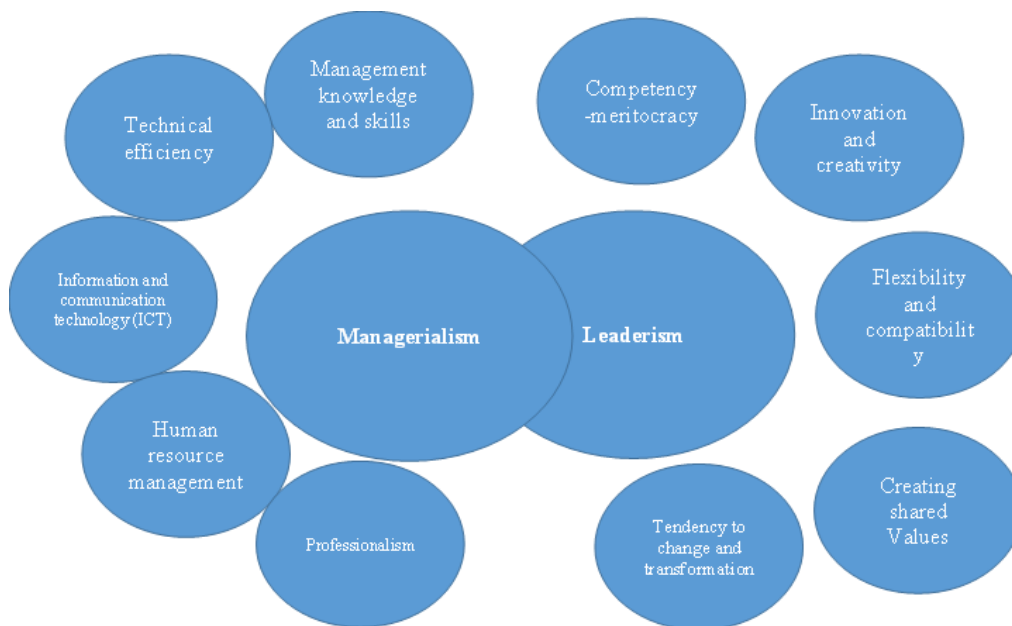 Management
knowledge
and skills
Competency
-meritocracy
Technical
efficiency
Innovation
and
creativity
Information and
communication
technology (ICT)
Flexibility
and
compatibilit
y
Managerialism
Leaderism
Human
resource
management
Creating
shared
Values
Professionalism
Tendency to
change and
transformation